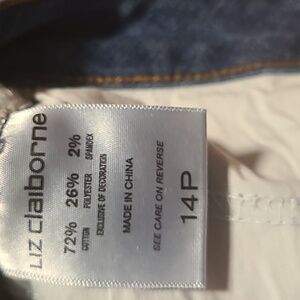 LIZ claiborne
72% 26% 2%
COTTON POLYESTER SPANDEX
EXCLUSIVE OF DECORATION
MADE IN CHINA
SEE CARE ON REVERSE
14P